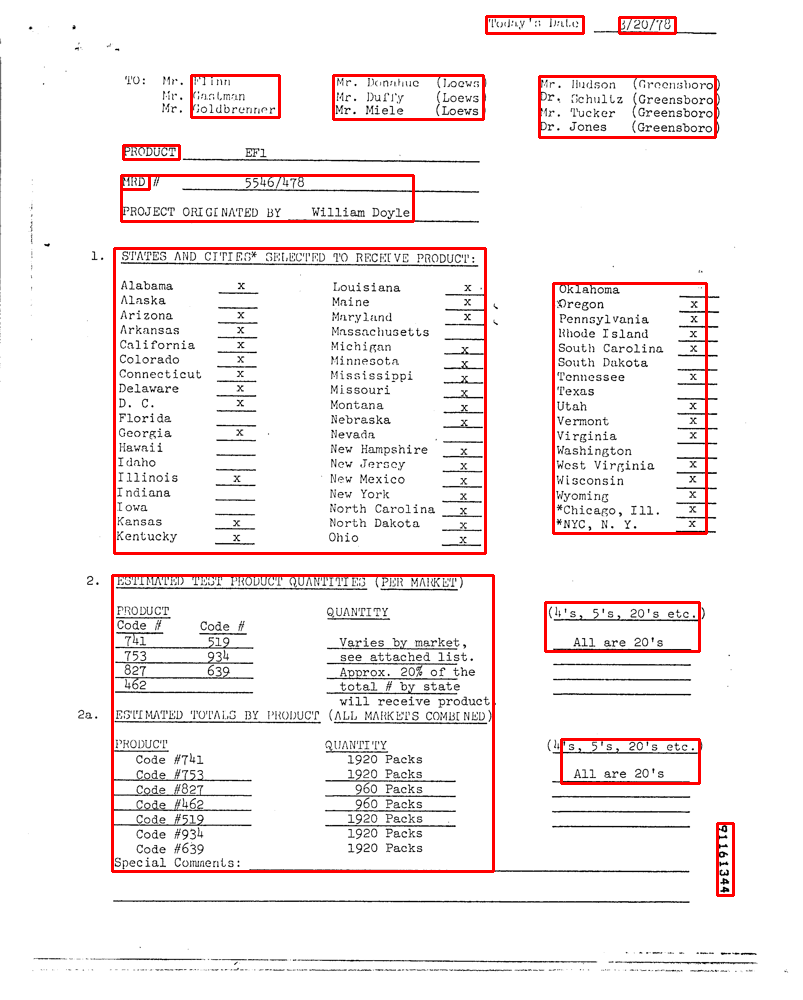 Today's Date 3/20/78
TO: Mr. Flinn Mr. Donahue (Loews Mr. Hudson (Greensboro)
Mr. Gastman Mr. Duffy (Loews Dr. Schultz (Greensboro)
Mr. Goldbrenner Mr. Miele (Loews Mr. Tucker (Greensboro)
Dr. Jones (Greensboro)
PRODUCT EF1
MRD # 5546/478
PROJECT ORIGINATED BY William Doyle
1. STATES AND CITIES* SELECTED TO RECEIVE PRODUCT:
Alabama x Louisiana x Oklahoma
Alaska Maine x Oregon x
Arizona x Maryland x Pennsylvania x
Arkansas x Massachusetts Rhode Island x
California x Michigan x South Carolina x
Colorado x Minnesota x South Dakota
Connecticut x Mississippi x Tennessee x
Delaware x Missouri x Texas
D. C. x Montana x Utah x
Florida Nebraska x Vermont x
Georgia x Nevada Virginia x
Hawaii New Hampshire x Washington
Idaho New Jersey x West Virginia x
Illinois x New Mexico x Wisconsin x
Indiana New York x Wyoming x
Iowa North Carolina x *Chicago, Ill. x
Kansas x North Dakota x *NYC, N. Y. x
Kentucky x Ohio x
2. ESTIMATED TEST PRODUCT QUANTITIES (PER MARKET)
PRODUCT QUANTITY (4's, 5's, 20's etc.)
Code # Code #
741 519 Varies by market, All are 20's
753 934 see attached list.
827 639 Approx. 20% of the
462 total # by state
will receive product
2a. ESTIMATED TOTALS BY PRODUCT (ALL MARKETS COMBINED)
PRODUCT QUANTITY (4's, 5's, 20's etc.)
Code #741 1920 Packs
Code #753 1920 Packs All are 20's
Code #827 960 Packs
Code #462 960 Packs
Code #519 1920 Packs
Code #934 1920 Packs
Code #639 1920 Packs
Special Comments:
91161344